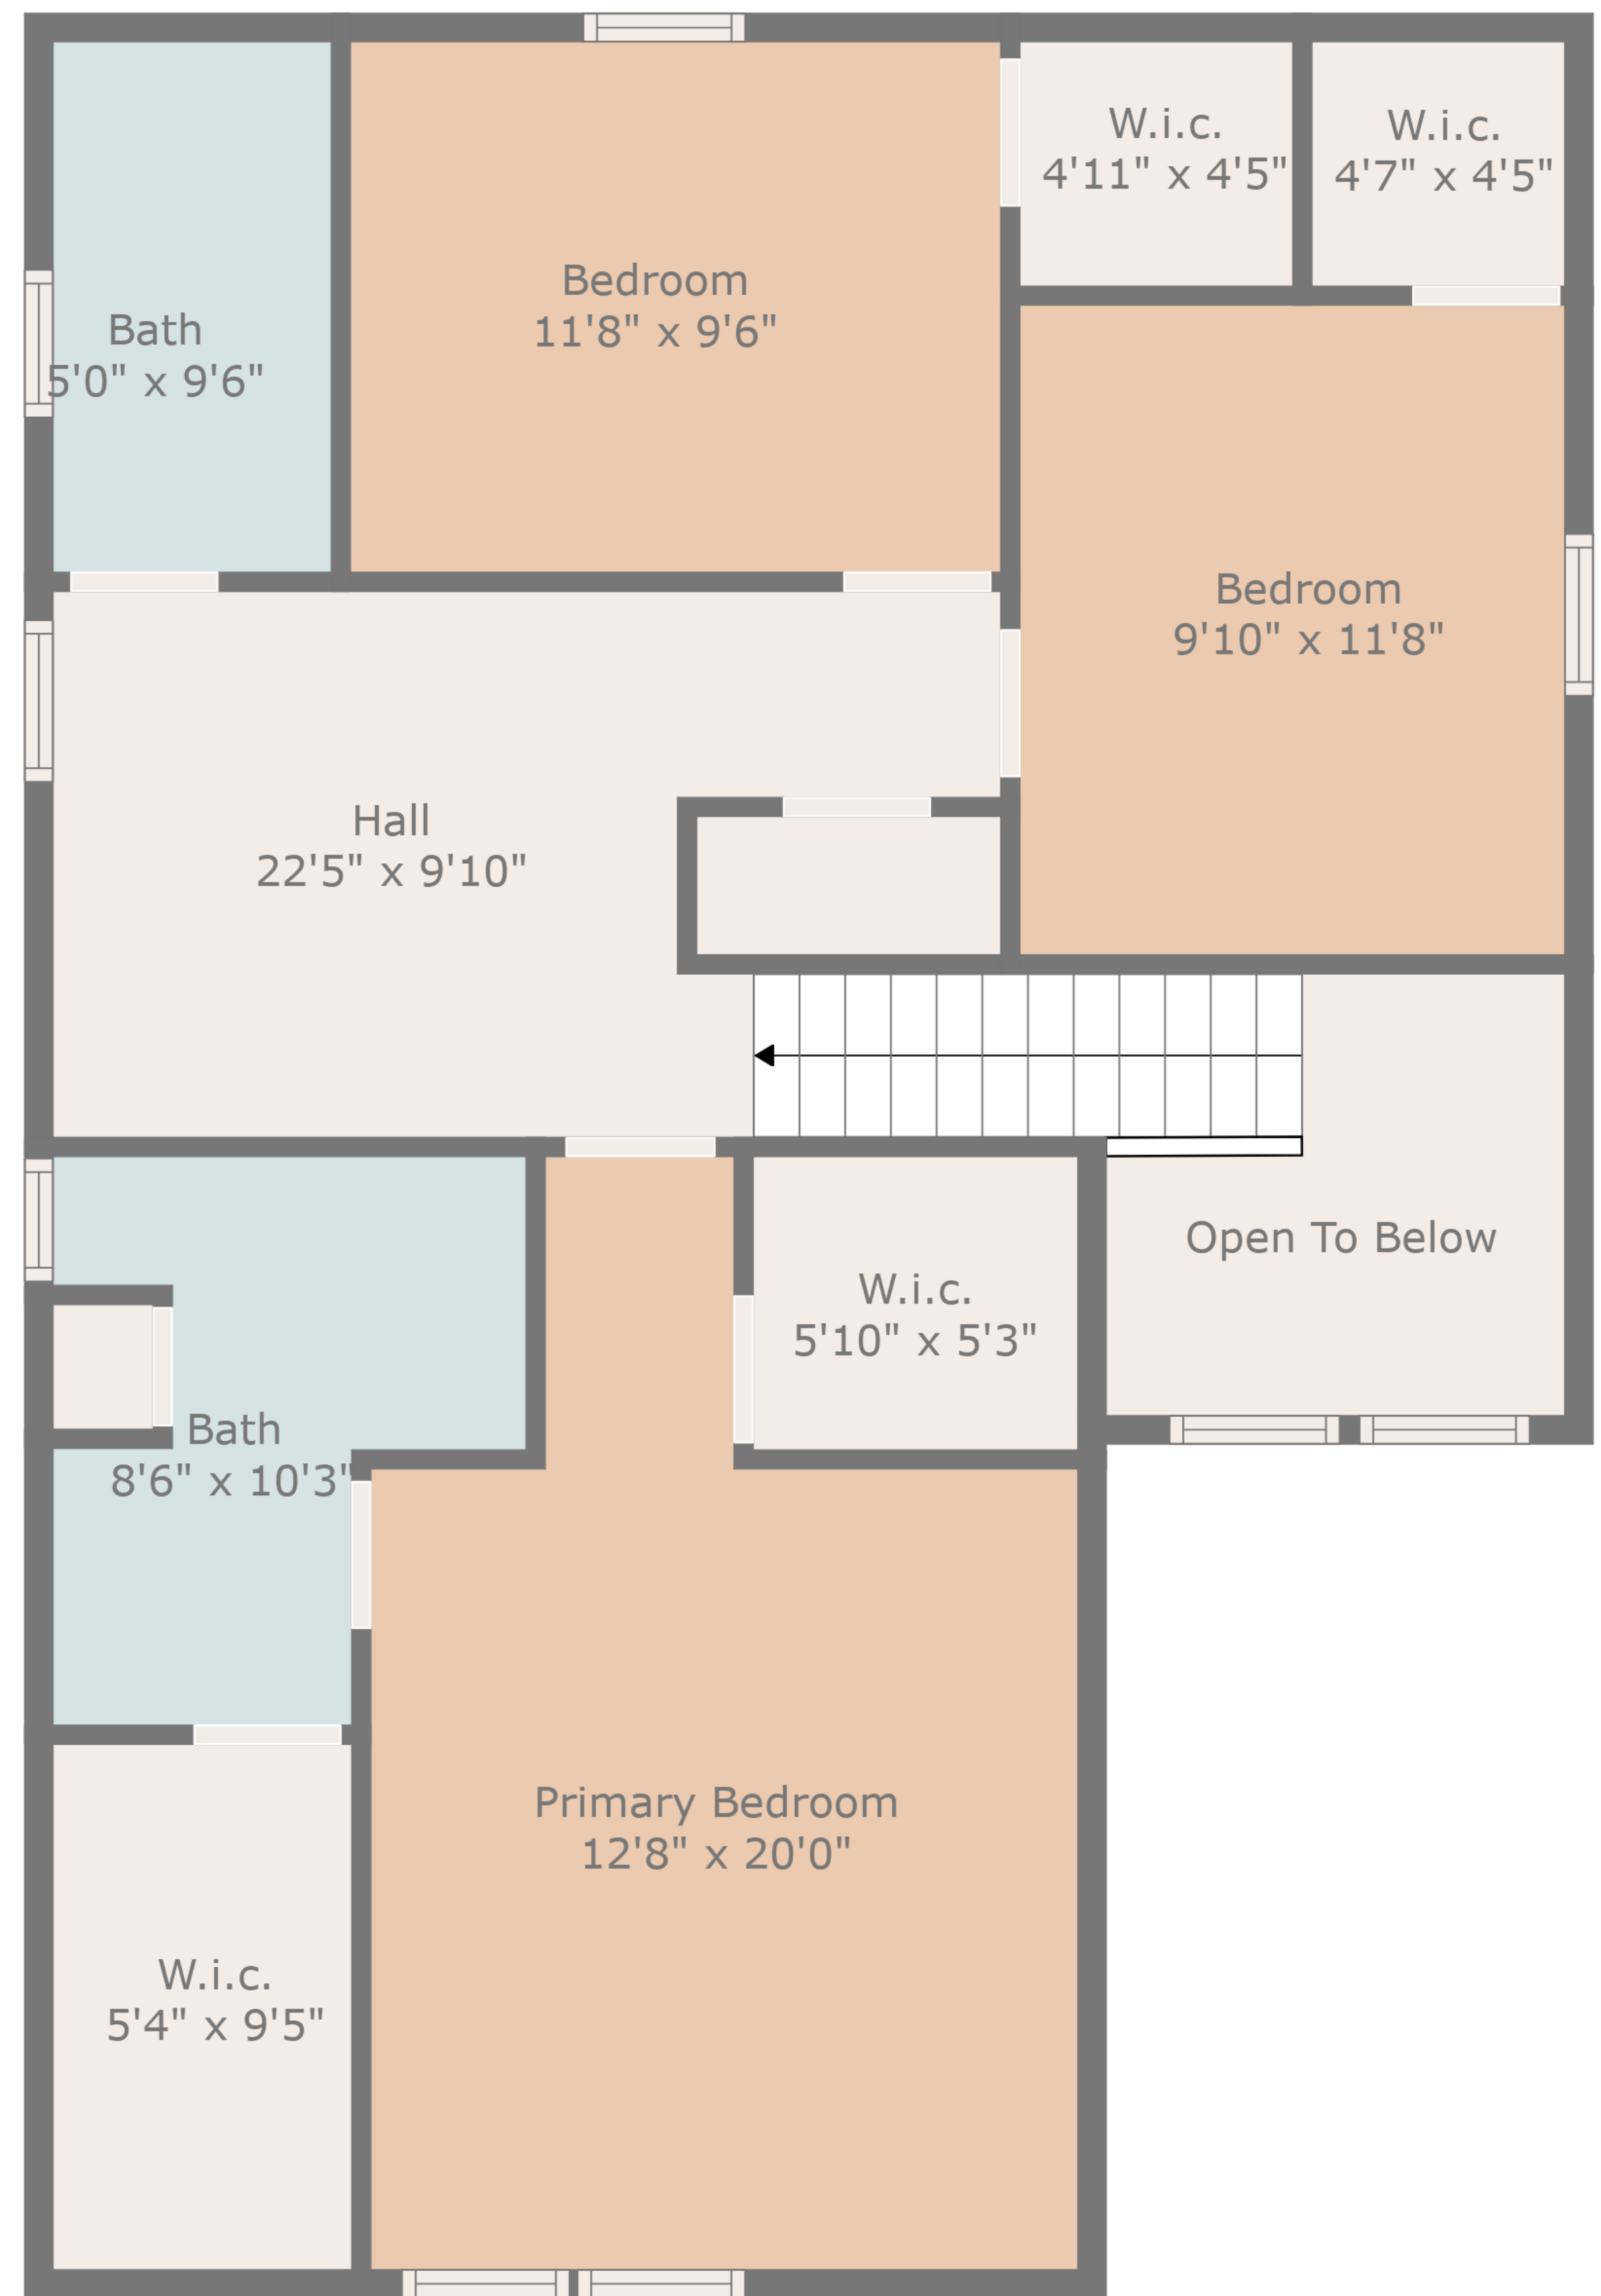 W.i.c.
4'11" x 4'5"
W.i.c.
4'7" x 4'5"
Bedroom
11'8" x 9'6"
Bath
5'0" x 9'6"
Bedroom
9'10" x 11'8"
Hall
22'5" x 9'10"
Open To Below
W.i.c.
5'10" x 5'3"
Bath
8'6" x 10'3"
Primary Bedroom
12'8" x 20'0"
W.i.c.
5'4" x 9'5"